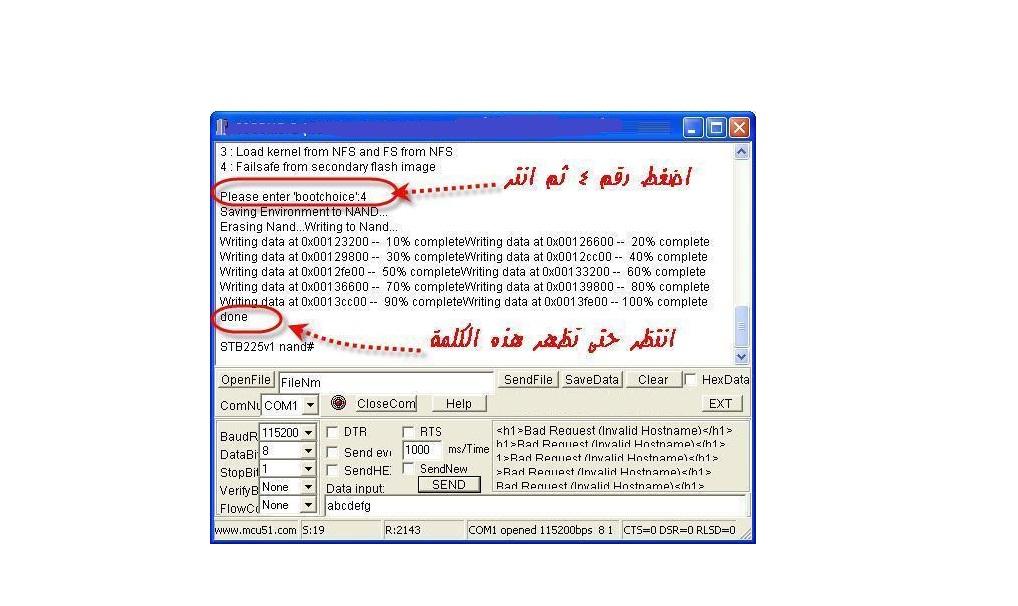 3 : Load kernel from NFS and FS from NFS
4 : Failsafe from secondary flash image
اضغط رقم ٤ ثم انتر
Please enter 'bootchoice':4
Saving Environment to NAND...
Erasing Nand...Writing to Nand...
Writing data at 0x00123200 -- 10% completeWriting data at 0x00126600 -- 20% complete
Writing data at 0x00129800 -- 30% completeWriting data at 0x0012cc00 -- 40% complete
Writing data at 0x0012fe00 -- 50% completeWriting data at 0x00133200 -- 60% complete
Writing data at 0x00136600 -- 70% completeWriting data at 0x00139800 -- 80% complete
Writing data at 0x0013cc00 -- 90% completeWriting data at 0x0013fe00 -- 100% complete
done
انتظر حتى تظهر هذه الكلمة
STB225v1 nand#
OpenFile FileNm SendFile SaveData Clear HexData
ComNu COM1 CloseCom Help EXT
BaudR 115200 DTR RTS
DataBi 8 Send eve 1000 ms/Time
StopBit 1 SendHE SendNew
VerifyB None Data input: SEND
FlowCo None abcdefg
<h1>Bad Request (Invalid Hostname)</h1>
h1>Bad Request (Invalid Hostname)</h1>
1>Bad Request (Invalid Hostname)</h1>
>Bad Request (Invalid Hostname)</h1>
Bad Request (Invalid Hostname)</h1>
www.mcu51.com S:19 R:2143 COM1 opened 115200bps 8 1 CTS=0 DSR=0 RLSD=0